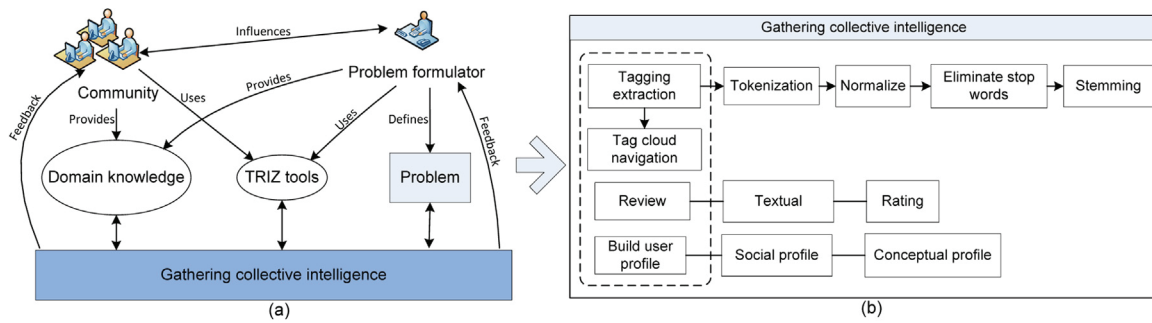 Influences
Community
Problem formulator
Provides
Uses
Provides
Uses
Defines
Feedback
Feedback
Domain knowledge
TRIZ tools
Problem
Gathering collective intelligence
(a)
Gathering collective intelligence
Tagging
extraction
Tokenization
Normalize
Eliminate stop
words
Stemming
Tag cloud
navigation
Review
Textual
Rating
Build user
profile
Social profile
Conceptual profile
(b)